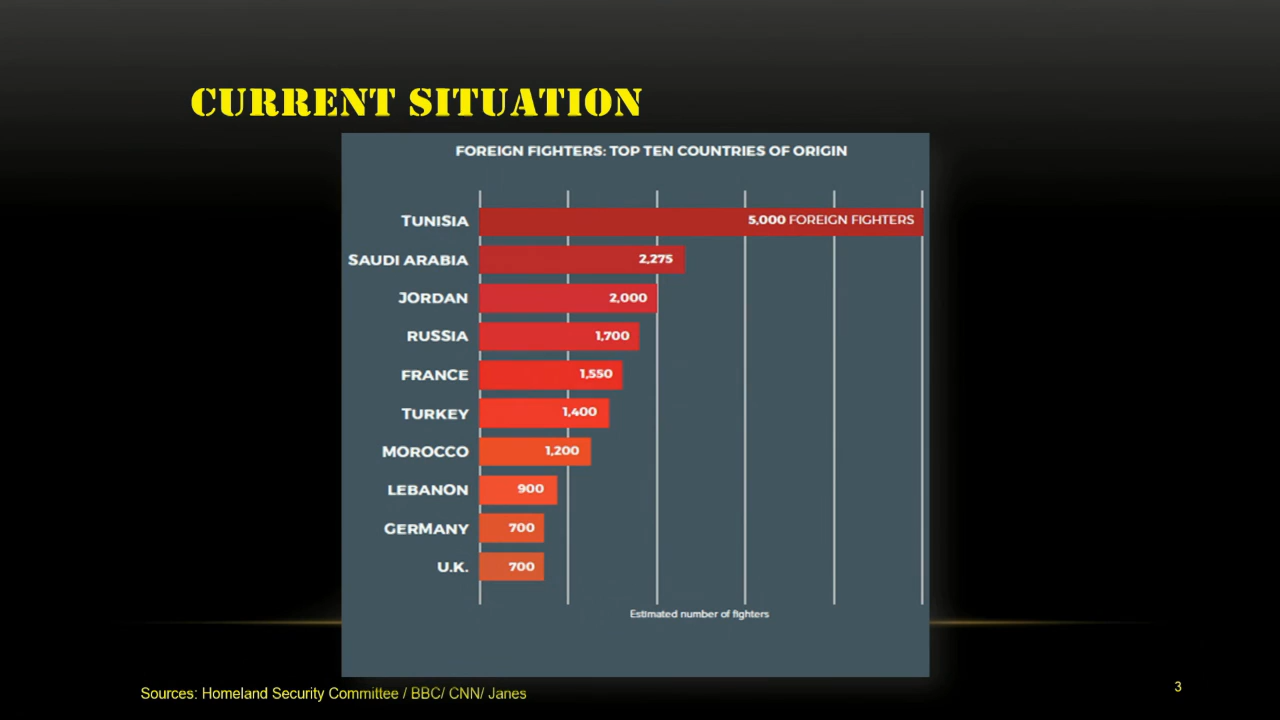 CURRENT SITUATION
FOREIGN FIGHTERS: TOP TEN COUNTRIES OF ORIGIN
TUNISIA 5,000 FOREIGN FIGHTERS
SAUDI ARABIA 2,275
JORDAN 2,000
RUSSIA 1,700
FRANCE 1,550
TURKEY 1,400
MOROCCO 1,200
LEBANON 900
GERMANY 700
U.K. 700
Estimated number of fighters
Sources: Homeland Security Committee / BBC/ CNN/ Janes
3